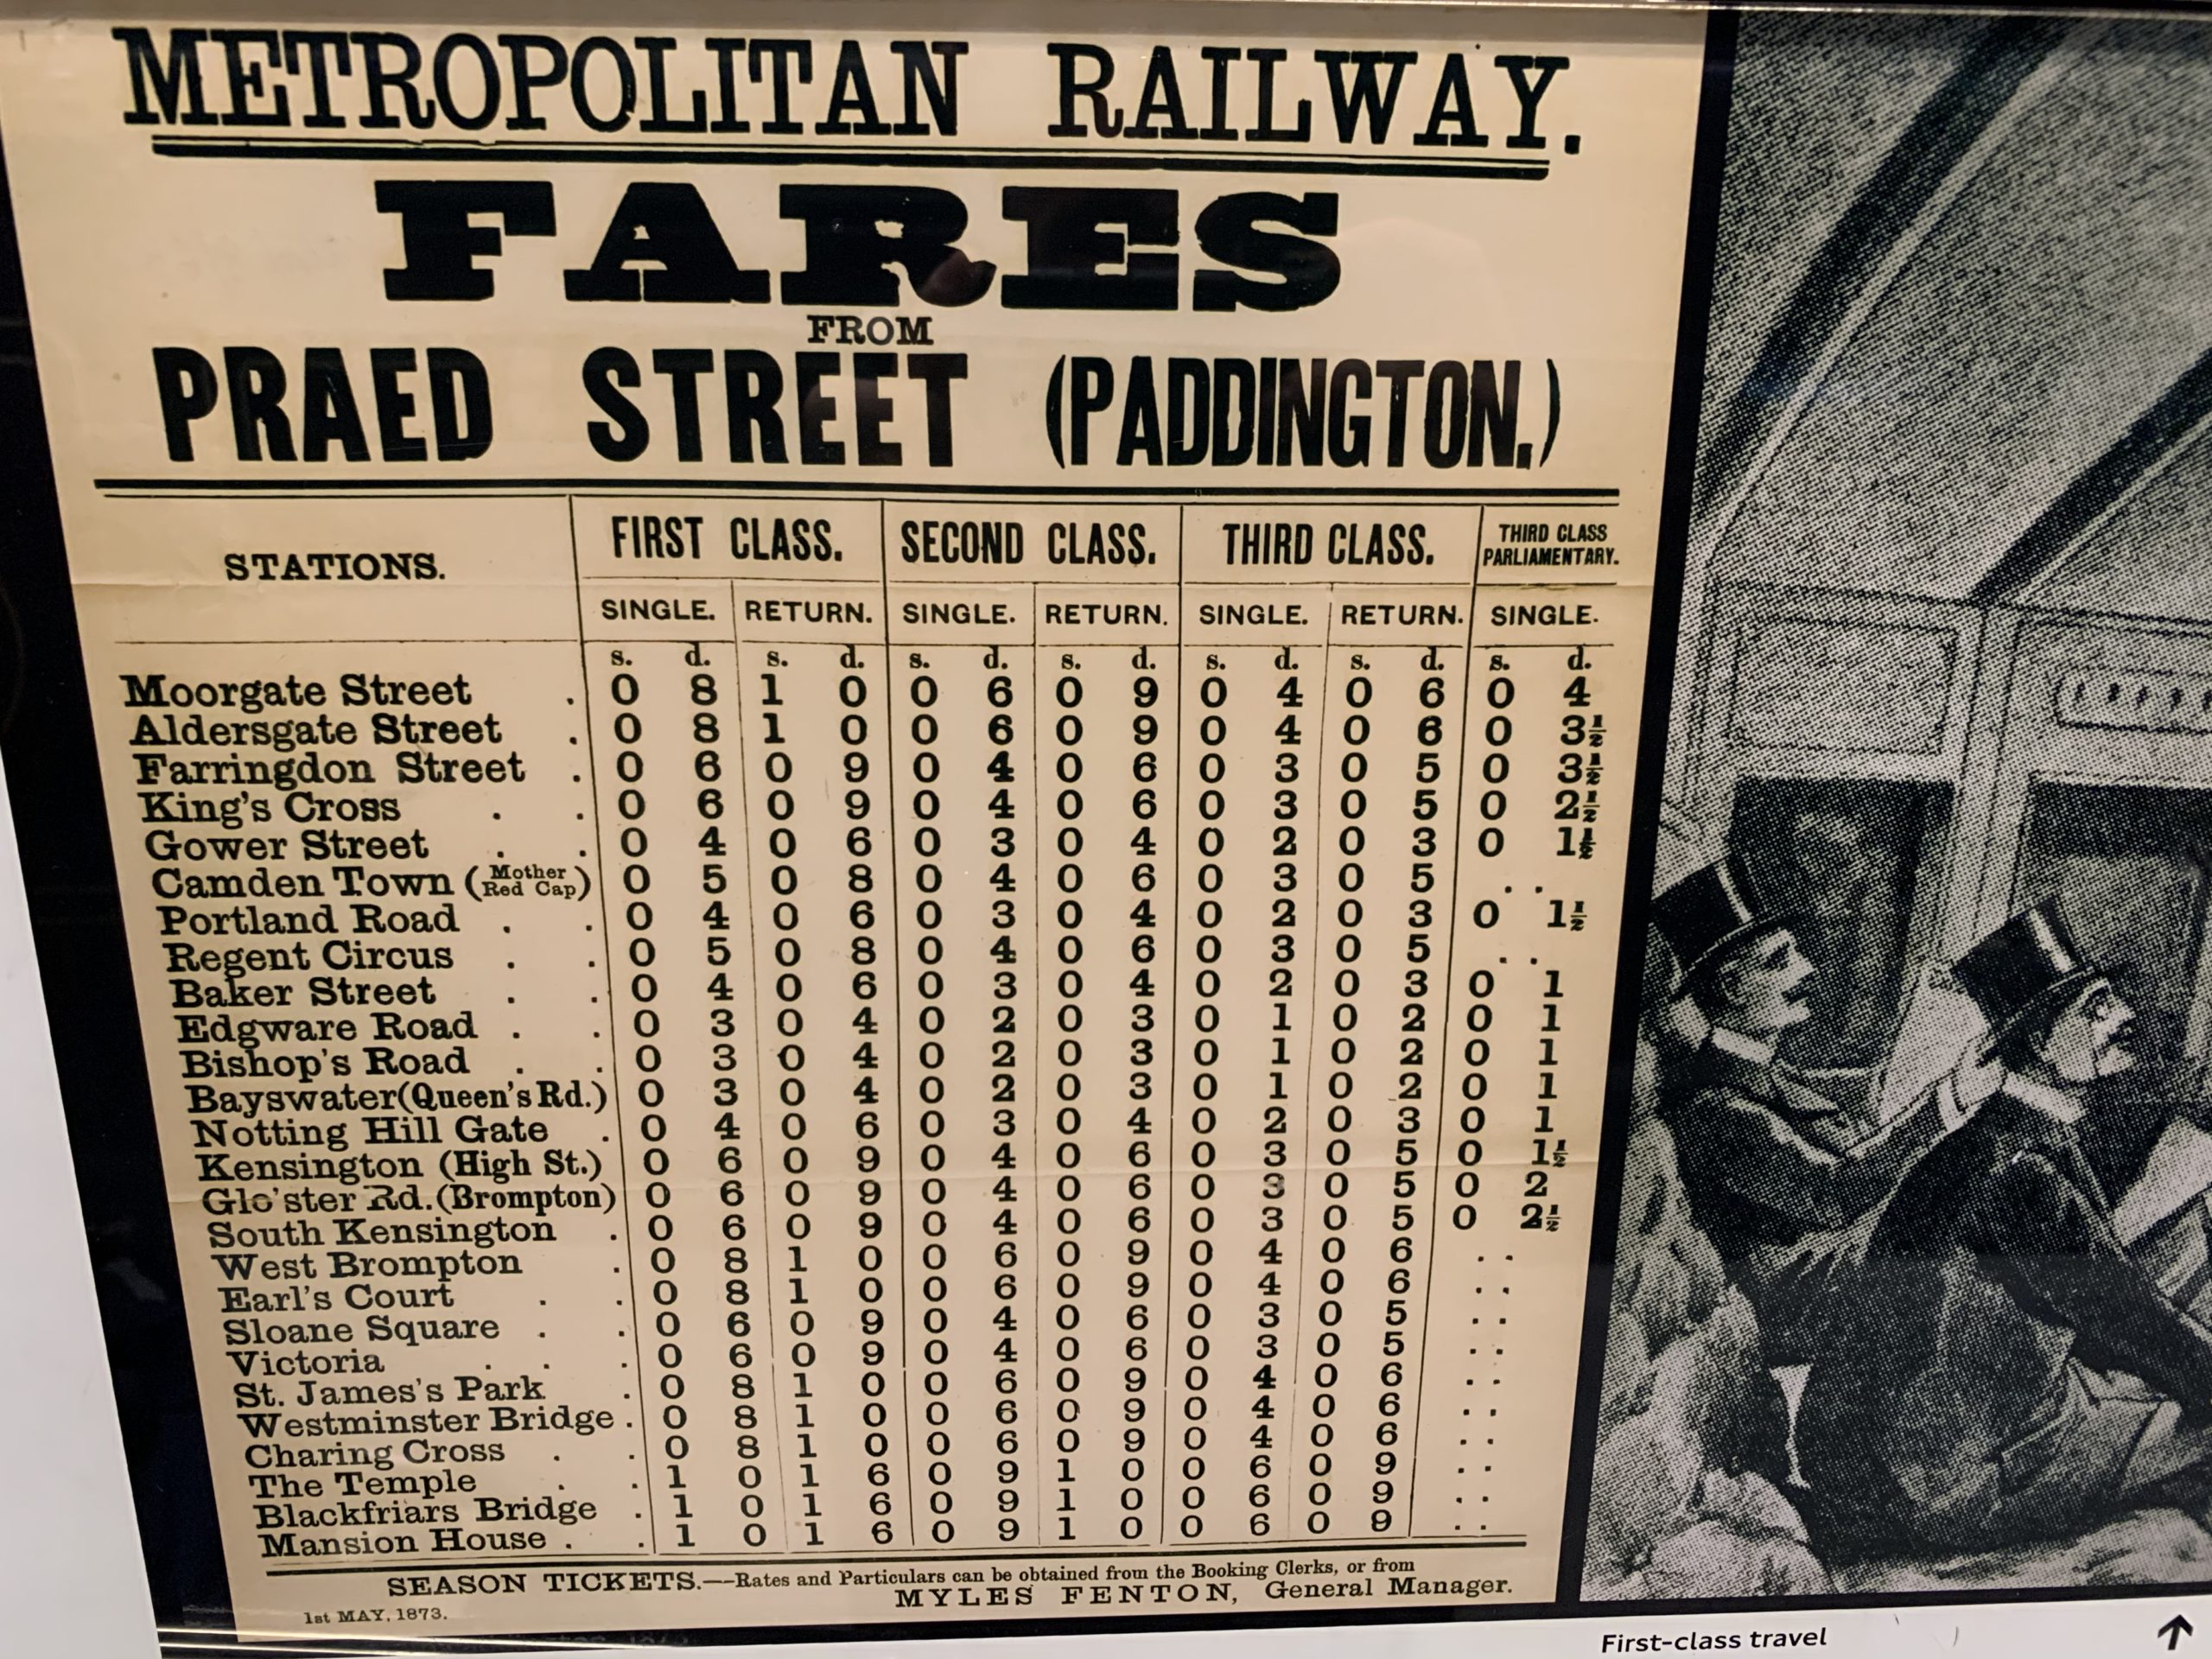 METROPOLITAN RAILWAY.
FARES
FROM
PRAED STREET (PADDINGTON.)
STATIONS. FIRST CLASS. SECOND CLASS. THIRD CLASS. THIRD CLASS PARLIAMENTARY.
SINGLE. RETURN. SINGLE. RETURN. SINGLE. RETURN. SINGLE.
s. d. s. d. s. d. s. d. s. d. s. d. s. d.
Moorgate Street . 0 8 1 0 0 6 0 9 0 4 0 6 0 4
Aldersgate Street . 0 8 1 0 0 6 0 9 0 4 0 6 0 3½
Farringdon Street . 0 6 0 9 0 4 0 6 0 3 0 5 0 3½
King's Cross . . 0 6 0 9 0 4 0 6 0 3 0 5 0 2½
Gower Street . . 0 4 0 6 0 3 0 4 0 2 0 3 0 1½
Camden Town (Mother Red Cap) 0 5 0 8 0 4 0 6 0 3 0 5 . .
Portland Road . . 0 4 0 6 0 3 0 4 0 2 0 3 0 1½
Regent Circus . . 0 5 0 8 0 4 0 6 0 3 0 5 . .
Baker Street . . 0 4 0 6 0 3 0 4 0 2 0 3 0 1
Edgware Road . . 0 3 0 4 0 2 0 3 0 1 0 2 0 1
Bishop's Road . . 0 3 0 4 0 2 0 3 0 1 0 2 0 1
Bayswater (Queen's Rd.) 0 3 0 4 0 2 0 3 0 1 0 2 0 1
Notting Hill Gate . 0 4 0 6 0 3 0 4 0 2 0 3 0 1
Kensington (High St.) 0 6 0 9 0 4 0 6 0 3 0 5 0 1½
Glo'ster Rd. (Brompton) 0 6 0 9 0 4 0 6 0 3 0 5 0 2
South Kensington . 0 6 0 9 0 4 0 6 0 3 0 5 0 2½
West Brompton . 0 8 1 0 0 6 0 9 0 4 0 6 . .
Earl's Court . . 0 8 1 0 0 6 0 9 0 4 0 6 . .
Sloane Square . . 0 6 0 9 0 4 0 6 0 3 0 5 . .
Victoria . . . 0 6 0 9 0 4 0 6 0 3 0 5 . .
St. James's Park . 0 8 1 0 0 6 0 9 0 4 0 6 . .
Westminster Bridge . 0 8 1 0 0 6 0 9 0 4 0 6 . .
Charing Cross . . 0 8 1 0 0 6 0 9 0 4 0 6 . .
The Temple . . 1 0 1 6 0 9 1 0 0 6 0 9 . .
Blackfriars Bridge . 1 0 1 6 0 9 1 0 0 6 0 9 . .
Mansion House . . 1 0 1 6 0 9 1 0 0 6 0 9 . .
SEASON TICKETS.—Rates and Particulars can be obtained from the Booking Clerks, or from
MYLES FENTON, General Manager.
1st MAY, 1873.
First-class travel